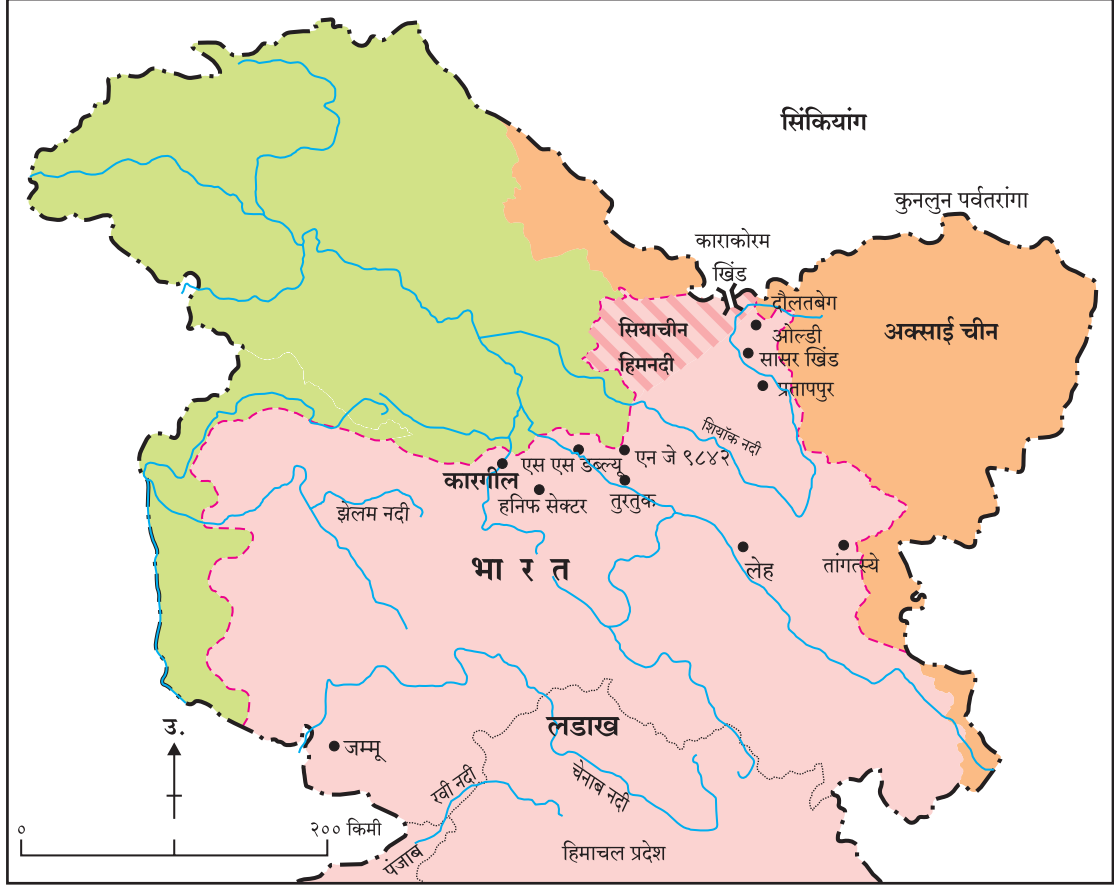 सिंकियांग
कुनलुन पर्वतरांगा
काराकोरम
खिंड
दौलतबेग
ओल्डी
सियाचीन
हिमनदी
अक्साई चीन
सासर खिंड
प्रतापपुर
शियॉक नदी
एन जे ९८४२
एस एस डब्ल्यू
कारगील
हनिफ सेक्टर
तुरतुक
झेलम नदी
भारत
लेह
तांगत्स्ये
उ.
लडाख
जम्मू
रवी नदी
चेनाब नदी
० २०० किमी
पंजाब
हिमाचल प्रदेश